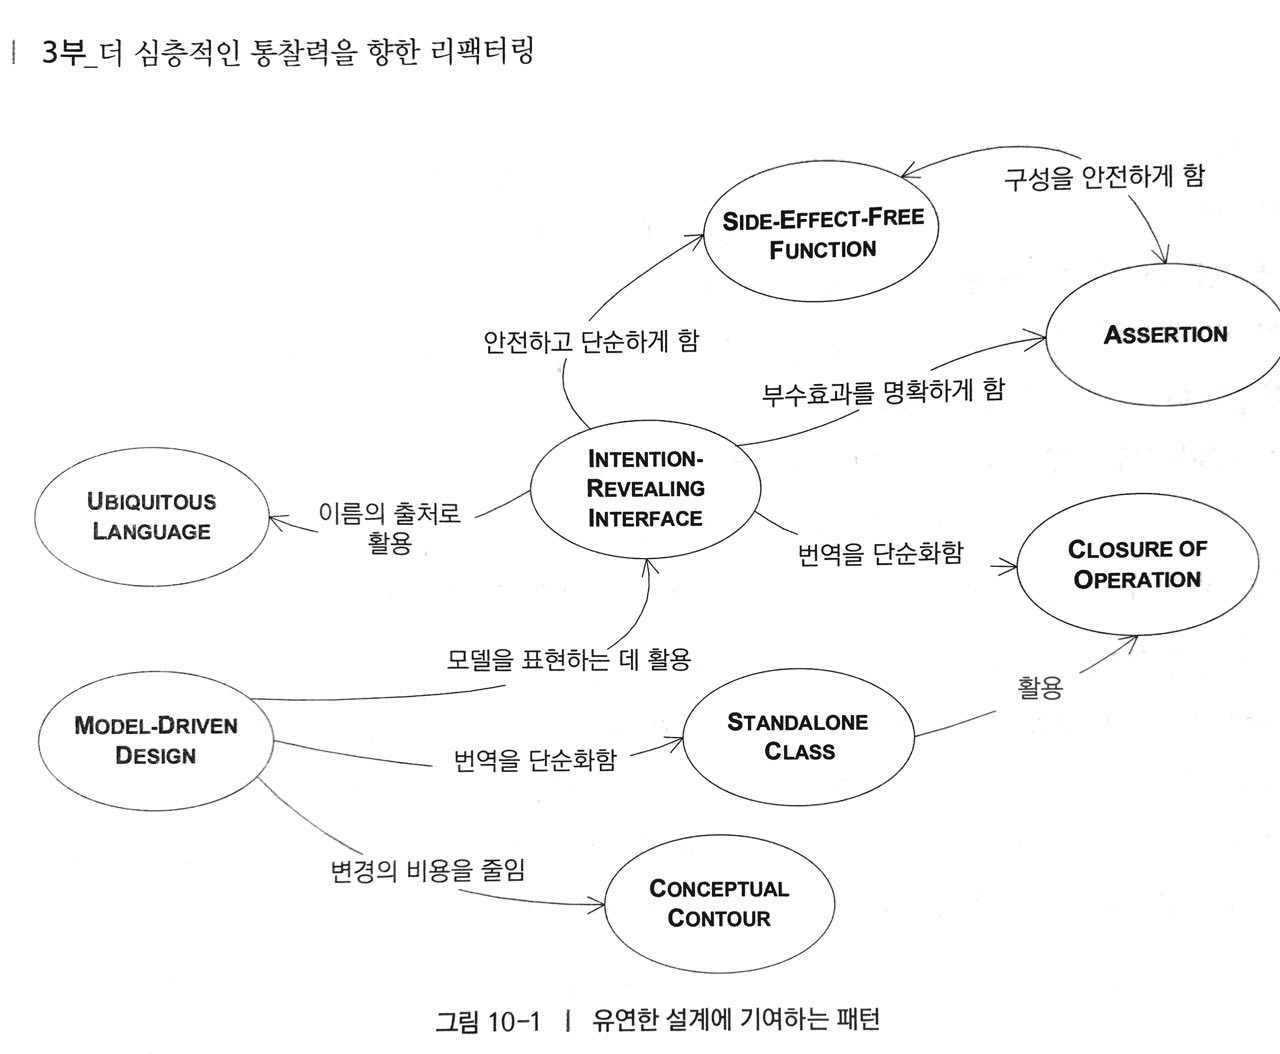 | 3부_더 심층적인 통찰력을 향한 리팩터링
구성을 안전하게 함
SIDE-EFFECT-FREE
FUNCTION
ASSERTION
안전하고 단순하게 함
부수효과를 명확하게 함
INTENTION-
REVEALING
INTERFACE
UBIQUITOUS
LANGUAGE
이름의 출처로
활용
번역을 단순화함
CLOSURE OF
OPERATION
모델을 표현하는 데 활용
활용
MODEL-DRIVEN
DESIGN
번역을 단순화함
STANDALONE
CLASS
변경의 비용을 줄임
CONCEPTUAL
CONTOUR
그림 10-1 | 유연한 설계에 기여하는 패턴